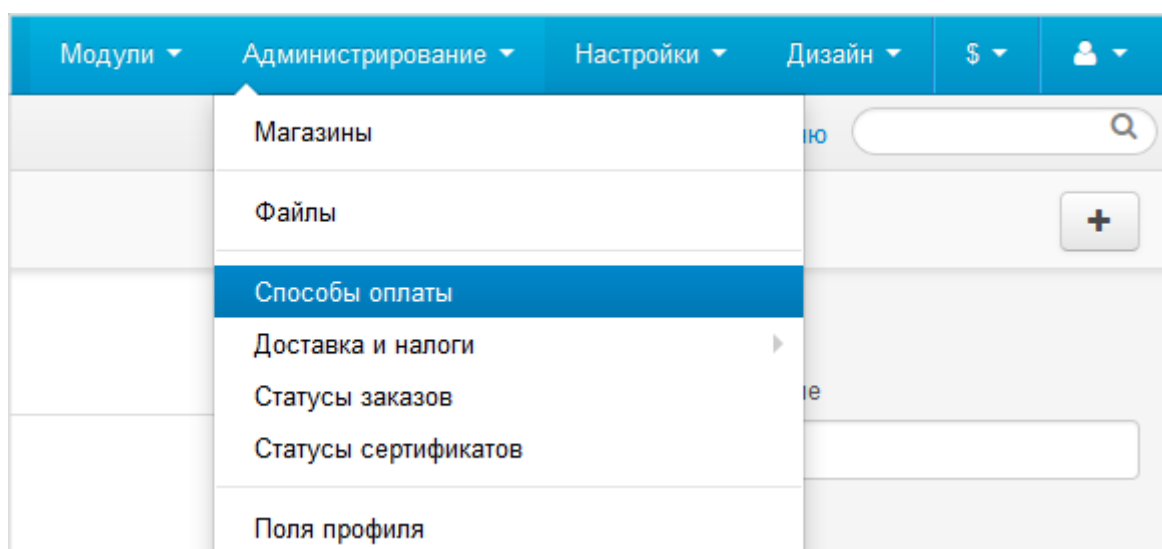 Модули Администрирование Настройки Дизайн $
Магазины
ю
Файлы
Способы оплаты
Доставка и налоги
Статусы заказов
е
Статусы сертификатов
Поля профиля